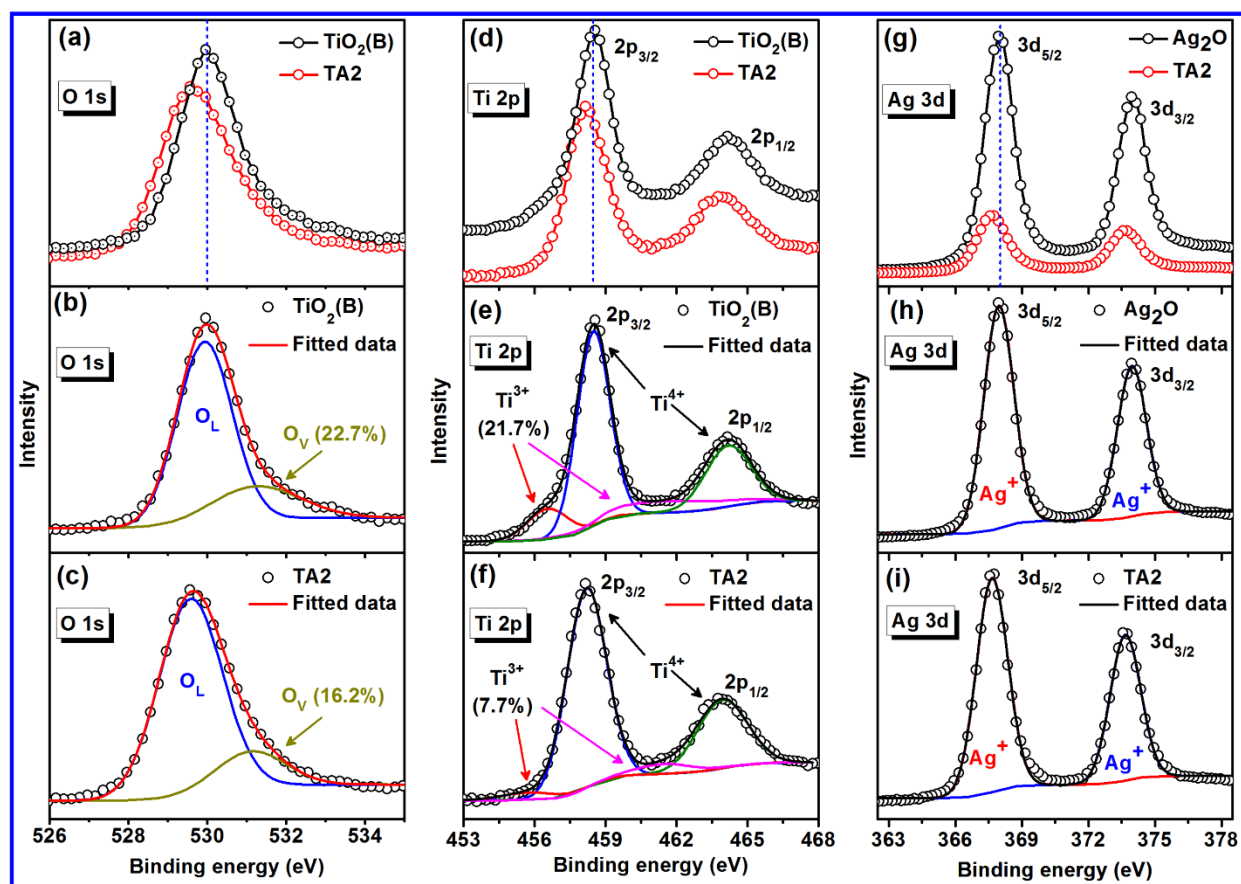 (a)
TiO₂(B)
TA2
O 1s
(b)
TiO₂(B)
Fitted data
O 1s
O_L
O_V (22.7%)
(c)
TA2
Fitted data
O 1s
O_L
O_V (16.2%)
Intensity
526 528 530 532 534
Binding energy (eV)
(d)
2p₃/₂
TiO₂(B)
TA2
Ti 2p
2p₁/₂
(e)
2p₃/₂
TiO₂(B)
Fitted data
Ti 2p
Ti³⁺
(21.7%)
Ti⁴⁺
2p₁/₂
(f)
2p₃/₂
TA2
Fitted data
Ti 2p
Ti³⁺
(7.7%)
Ti⁴⁺
2p₁/₂
Intensity
453 456 459 462 465 468
Binding energy (eV)
(g)
3d₅/₂
Ag₂O
TA2
Ag 3d
3d₃/₂
(h)
3d₅/₂
Ag₂O
Fitted data
Ag 3d
3d₃/₂
Ag⁺
Ag⁺
(i)
3d₅/₂
TA2
Fitted data
Ag 3d
3d₃/₂
Ag⁺
Ag⁺
Intensity
366 369 372 375 378
Binding energy (eV)